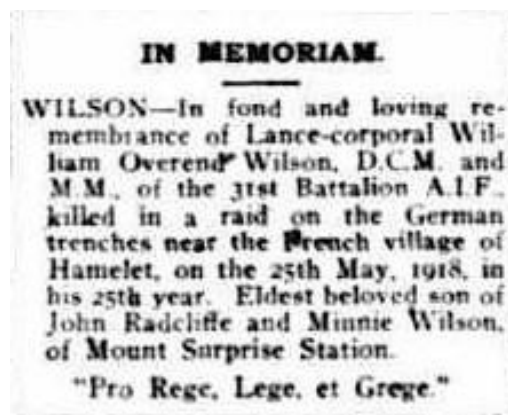 IN MEMORIAM.
WILSON—In fond and loving re-
membrance of Lance-corporal Wil-
liam Overend Wilson, D.C.M. and
M.M., of the 31st Battalion A.I.F.,
killed in a raid on the German
trenches near the French village of
Hamelet, on the 25th May, 1918, in
his 25th year. Eldest beloved son of
John Radcliffe and Minnie Wilson,
of Mount Surprise Station.
"Pro Rege, Lege, et Grege."